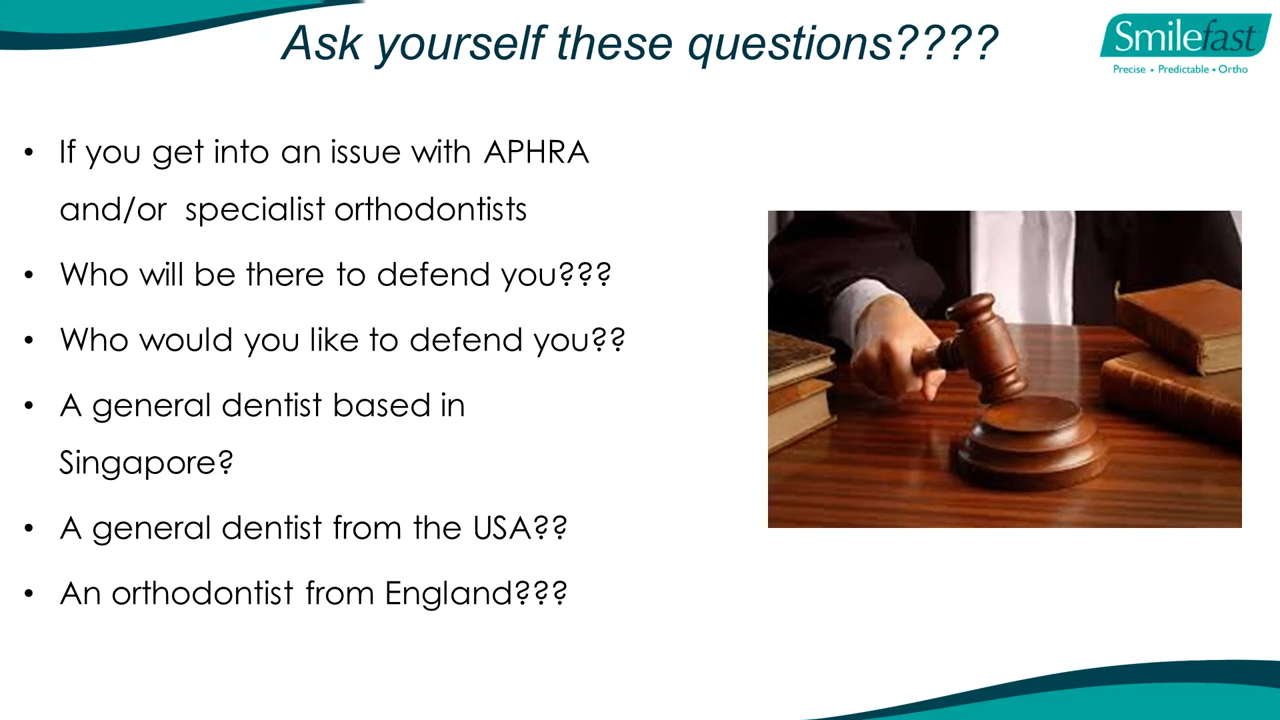 Ask yourself these questions????
Smilefast
Precise • Predictable • Ortho
• If you get into an issue with APHRA
and/or specialist orthodontists
• Who will be there to defend you???
• Who would you like to defend you??
• A general dentist based in
Singapore?
• A general dentist from the USA??
• An orthodontist from England???